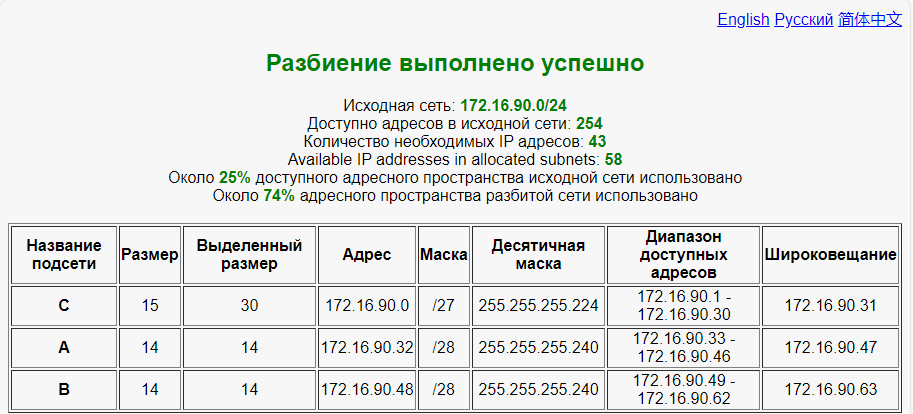 English Русский 简体中文
Разбиение выполнено успешно
Исходная сеть: 172.16.90.0/24
Доступно адресов в исходной сети: 254
Количество необходимых IP адресов: 43
Available IP addresses in allocated subnets: 58
Около 25% доступного адресного пространства исходной сети использовано
Около 74% адресного пространства разбитой сети использовано
Название подсети Размер Выделенный размер Адрес Маска Десятичная маска Диапазон доступных адресов Широковещание
C 15 30 172.16.90.0 /27 255.255.255.224 172.16.90.1 - 172.16.90.30 172.16.90.31
A 14 14 172.16.90.32 /28 255.255.255.240 172.16.90.33 - 172.16.90.46 172.16.90.47
B 14 14 172.16.90.48 /28 255.255.255.240 172.16.90.49 - 172.16.90.62 172.16.90.63